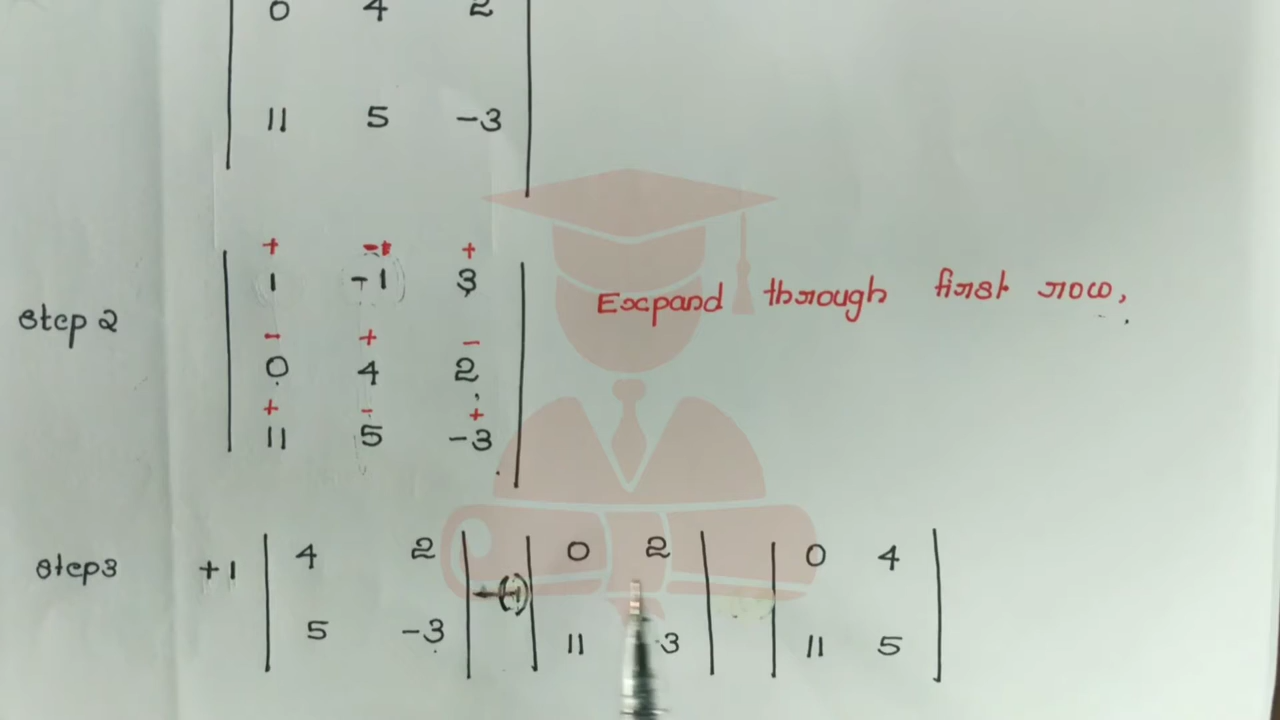 0 4 2
11 5 -3
+ - +
1 -1 3 Expand through first row,
Step 2
- + -
0 4 2
+ - +
11 5 -3
Step3 +1 4 2 -(-1) 0 2 0 4
5 -3 11 3 11 5